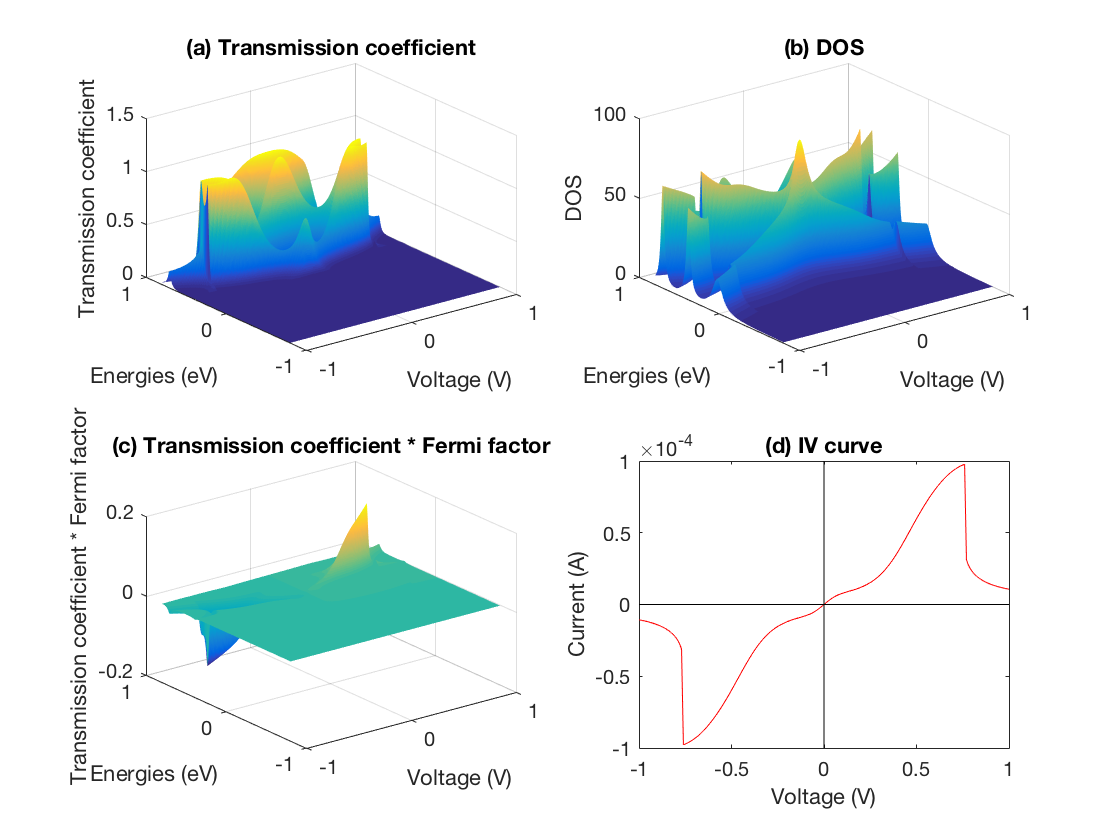 (a) Transmission coefficient
Transmission coefficient
1.5
1
0.5
0
1
0
-1
Energies (eV)
-1
0
1
Voltage (V)
(b) DOS
DOS
100
50
0
1
0
-1
Energies (eV)
-1
0
1
Voltage (V)
(c) Transmission coefficient * Fermi factor
Transmission coefficient * Fermi factor
0.2
0
-0.2
1
0
-1
Energies (eV)
-1
0
1
Voltage (V)
(d) IV curve
×10-4
Current (A)
1
0.5
0
-0.5
-1
-1
-0.5
0
0.5
1
Voltage (V)